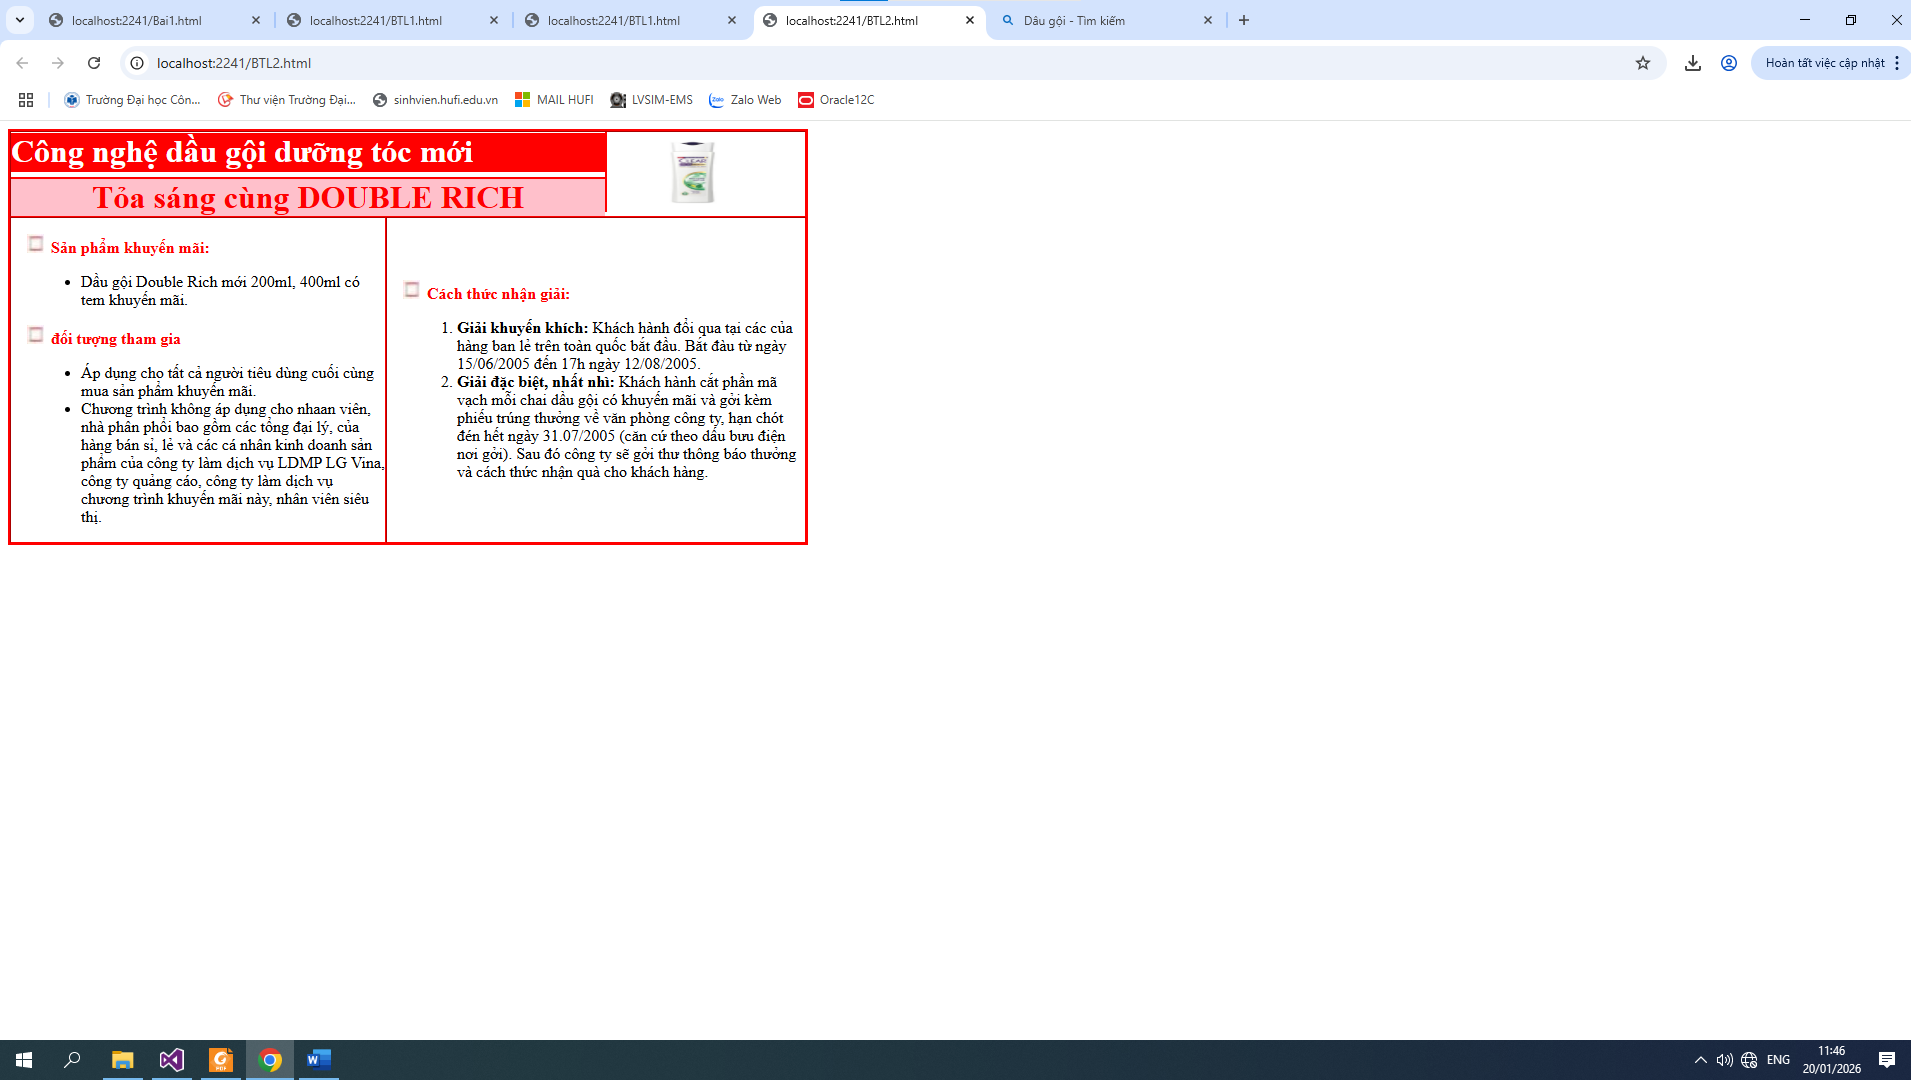 localhost:2241/Bai1.html
localhost:2241/BTL1.html
localhost:2241/BTL1.html
localhost:2241/BTL2.html
Dầu gội - Tìm kiếm
localhost:2241/BTL2.html
Hoàn tất việc cập nhật
Trường Đại học Côn...
Thư viện Trường Đại...
sinhvien.hufi.edu.vn
MAIL HUFI
LVSIM-EMS
Zalo Web
Oracle12C
Công nghệ dầu gội dưỡng tóc mới
CLEAR
Tỏa sáng cùng DOUBLE RICH
Sản phẩm khuyến mãi:
Dầu gội Double Rich mới 200ml, 400ml có
tem khuyến mãi.
đối tượng tham gia
Áp dụng cho tất cả người tiêu dùng cuối cùng
mua sản phẩm khuyến mãi.
Chương trình không áp dụng cho nhaan viên,
nhà phân phối bao gồm các tổng đại lý, của
hàng bán sỉ, lẻ và các cá nhân kinh doanh sản
phẩm của công ty làm dịch vụ LDMP LG Vina,
công ty quảng cáo, công ty làm dịch vụ
chương trình khuyến mãi này, nhân viên siêu
thị.
Cách thức nhận giải:
1. Giải khuyến khích: Khách hành đổi qua tại các của
hàng ban lẻ trên toàn quốc bắt đầu. Bắt đàu từ ngày
15/06/2005 đến 17h ngày 12/08/2005.
2. Giải đặc biệt, nhất nhì: Khách hành cắt phần mã
vạch mỗi chai dầu gội có khuyến mãi và gởi kèm
phiếu trúng thưởng về văn phòng công ty, hạn chót
đén hết ngày 31.07/2005 (căn cứ theo dấu bưu điện
nơi gởi). Sau đó công ty sẽ gởi thư thông báo thưởng
và cách thức nhận quà cho khách hàng.
ENG
11:46
20/01/2026